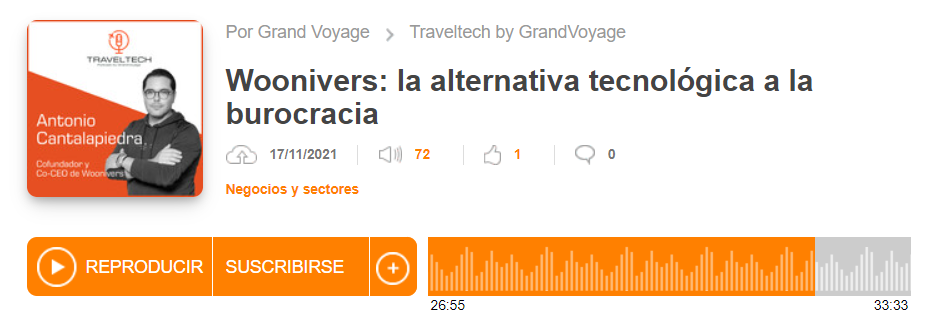 TRAVELTECH
Antonio
Cantalapiedra
Cofundador y
Co-CEO de Woonivers
Por Grand Voyage > Traveltech by GrandVoyage
Woonivers: la alternativa tecnológica a la
burocracia
17/11/2021 72 1 0
Negocios y sectores
REPRODUCIR SUSCRIBIRSE +
26:55 33:33